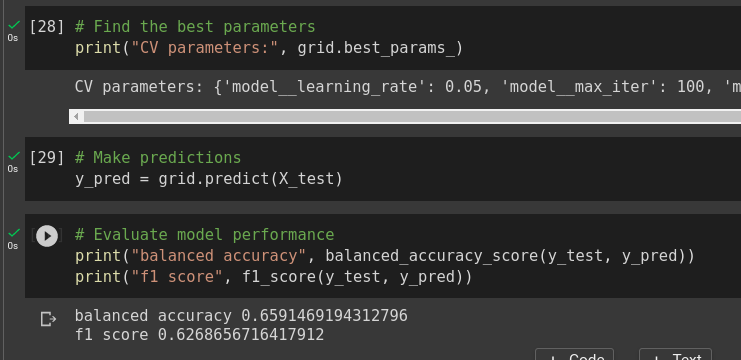 [28] # Find the best parameters
print("CV parameters:", grid.best_params_)
0s
CV parameters: {'model__learning_rate': 0.05, 'model__max_iter': 100, 'm
[29] # Make predictions
0s
y_pred = grid.predict(X_test)
# Evaluate model performance
0s
print("balanced accuracy", balanced_accuracy_score(y_test, y_pred))
print("f1 score", f1_score(y_test, y_pred))
balanced accuracy 0.6591469194312796
f1 score 0.6268656716417912
+ Code + Text